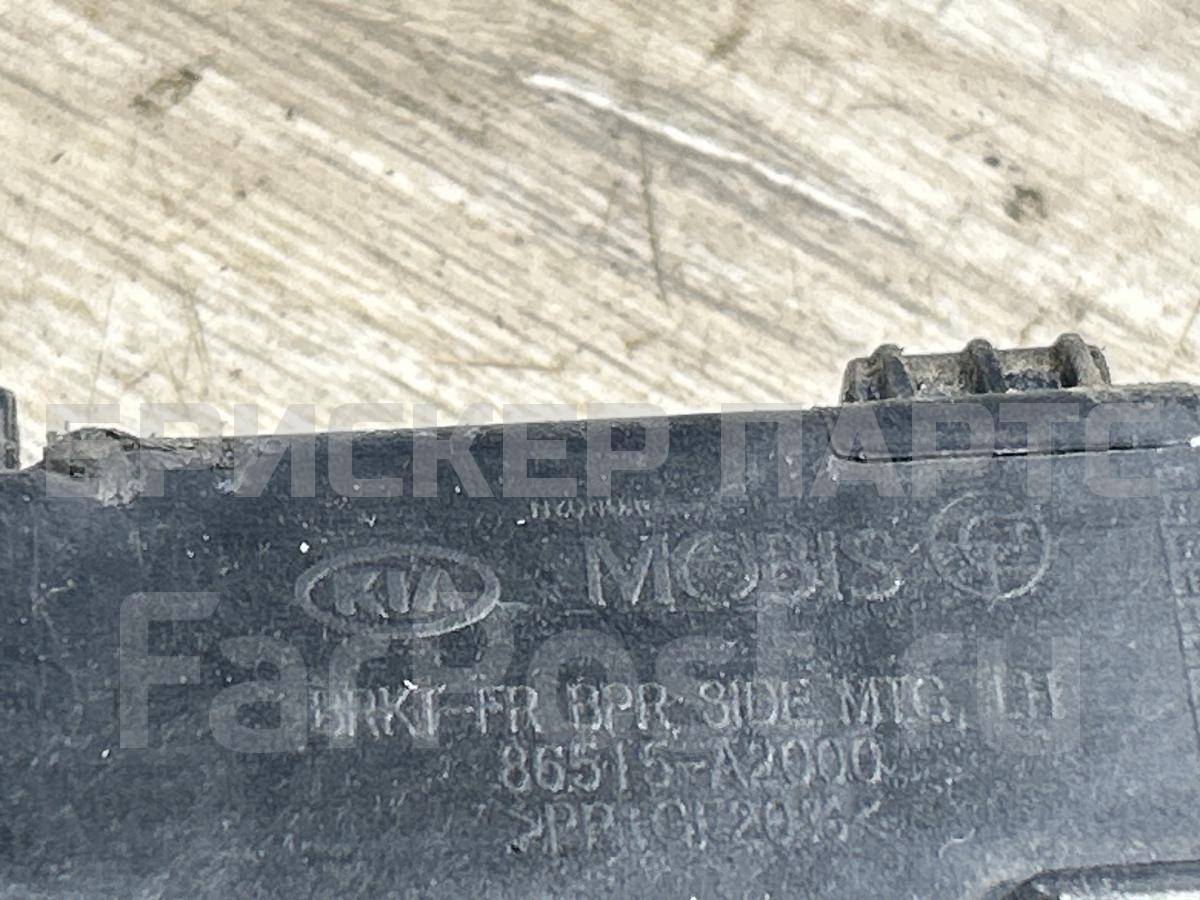 БРИСКЕР ПАРТС
KIA MOBIS
FarPost.ru
BRKT-FR BPR SIDE MTG, LH
86515-A2000
>PP+GF20%<